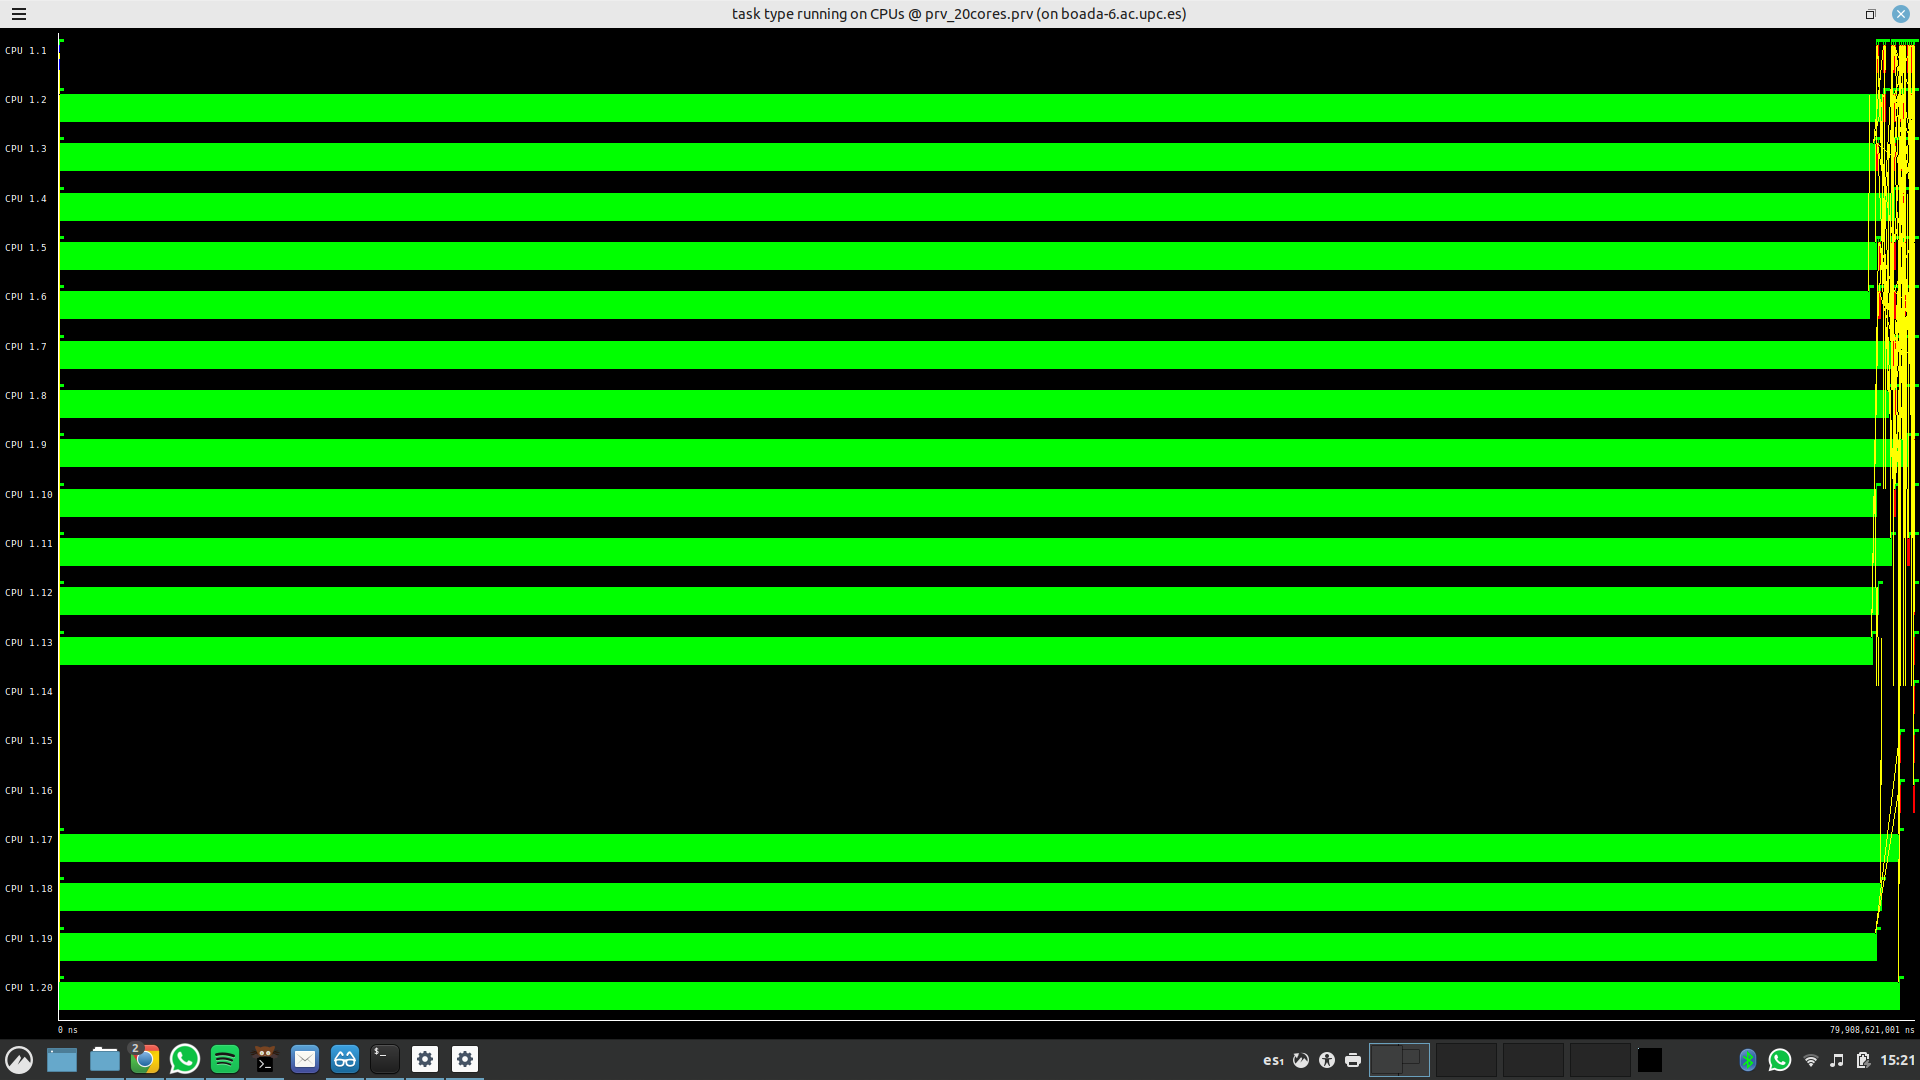 task type running on CPUs @ prv_20cores.prv (on boada-6.ac.upc.es)
CPU 1.1
CPU 1.2
CPU 1.3
CPU 1.4
CPU 1.5
CPU 1.6
CPU 1.7
CPU 1.8
CPU 1.9
CPU 1.10
CPU 1.11
CPU 1.12
CPU 1.13
CPU 1.14
CPU 1.15
CPU 1.16
CPU 1.17
CPU 1.18
CPU 1.19
CPU 1.20
0 ns
79,908,621,001 ns
2
$_
>_
es₁
15:21